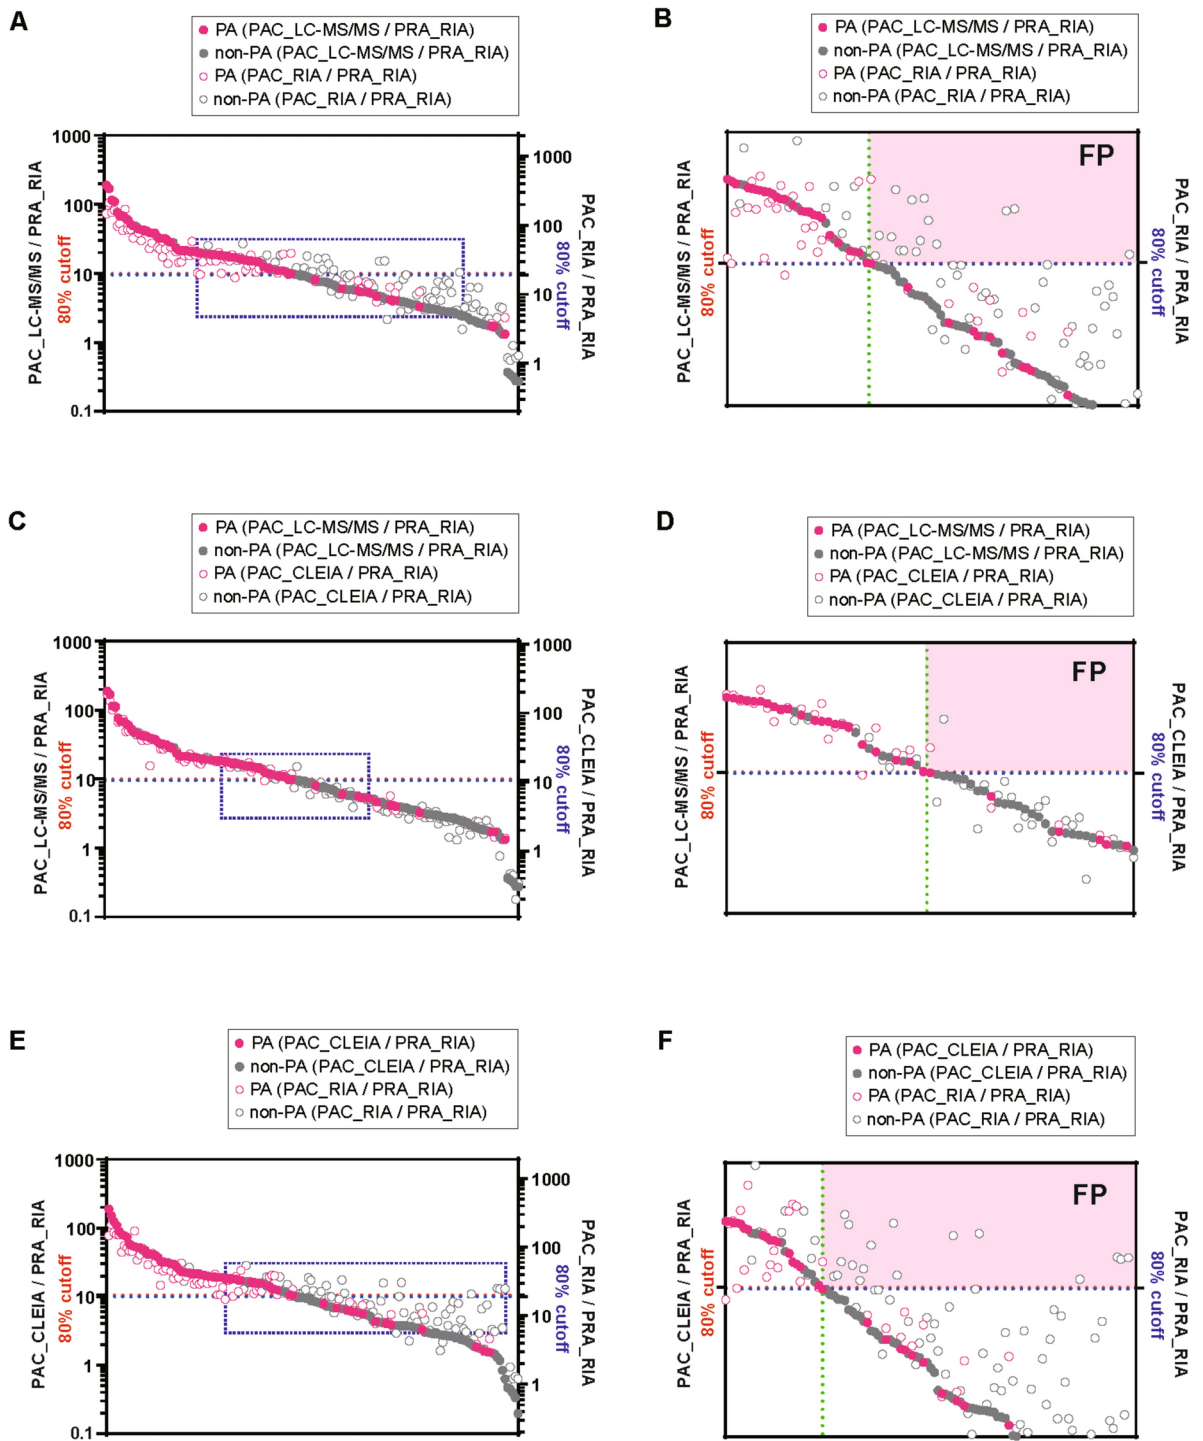 A
PA (PAC_LC-MS/MS / PRA_RIA)
non-PA (PAC_LC-MS/MS / PRA_RIA)
PA (PAC_RIA / PRA_RIA)
non-PA (PAC_RIA / PRA_RIA)
PAC_LC-MS/MS / PRA_RIA
80% cutoff
1000
100
10
1
0.1
1000
100
10
1
80% cutoff
PAC_RIA / PRA_RIA
B
PA (PAC_LC-MS/MS / PRA_RIA)
non-PA (PAC_LC-MS/MS / PRA_RIA)
PA (PAC_RIA / PRA_RIA)
non-PA (PAC_RIA / PRA_RIA)
PAC_LC-MS/MS / PRA_RIA
80% cutoff
FP
80% cutoff
PAC_RIA / PRA_RIA
C
PA (PAC_LC-MS/MS / PRA_RIA)
non-PA (PAC_LC-MS/MS / PRA_RIA)
PA (PAC_CLEIA / PRA_RIA)
non-PA (PAC_CLEIA / PRA_RIA)
PAC_LC-MS/MS / PRA_RIA
80% cutoff
1000
100
10
1
0.1
1000
100
10
1
80% cutoff
PAC_CLEIA / PRA_RIA
D
PA (PAC_LC-MS/MS / PRA_RIA)
non-PA (PAC_LC-MS/MS / PRA_RIA)
PA (PAC_CLEIA / PRA_RIA)
non-PA (PAC_CLEIA / PRA_RIA)
PAC_LC-MS/MS / PRA_RIA
80% cutoff
FP
80% cutoff
PAC_CLEIA / PRA_RIA
E
PA (PAC_CLEIA / PRA_RIA)
non-PA (PAC_CLEIA / PRA_RIA)
PA (PAC_RIA / PRA_RIA)
non-PA (PAC_RIA / PRA_RIA)
PAC_CLEIA / PRA_RIA
80% cutoff
1000
100
10
1
0.1
1000
100
10
1
80% cutoff
PAC_RIA / PRA_RIA
F
PA (PAC_CLEIA / PRA_RIA)
non-PA (PAC_CLEIA / PRA_RIA)
PA (PAC_RIA / PRA_RIA)
non-PA (PAC_RIA / PRA_RIA)
PAC_CLEIA / PRA_RIA
80% cutoff
FP
80% cutoff
PAC_RIA / PRA_RIA